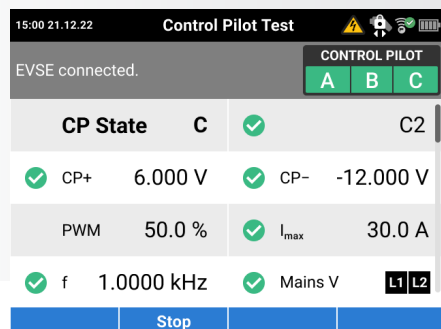 15:00 21.12.22 Control Pilot Test
EVSE connected.
CONTROL PILOT
A B C
CP State C C2
CP+ 6.000 V CP− -12.000 V
PWM 50.0 % Imax 30.0 A
f 1.0000 kHz Mains V L1 L2
Stop